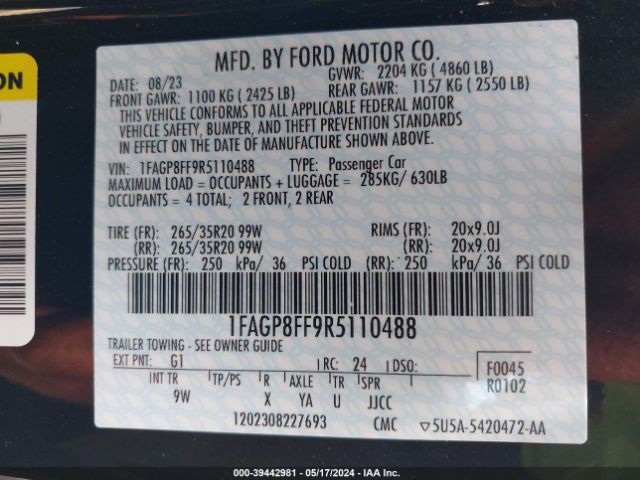 ON
MFD. BY FORD MOTOR CO.
DATE: 08/23 GVWR: 2204 KG ( 4860 LB)
FRONT GAWR: 1100 KG ( 2425 LB) REAR GAWR: 1157 KG ( 2550 LB)
THIS VEHICLE CONFORMS TO ALL APPLICABLE FEDERAL MOTOR
VEHICLE SAFETY, BUMPER, AND THEFT PREVENTION STANDARDS
IN EFFECT ON THE DATE OF MANUFACTURE SHOWN ABOVE.
VIN: 1FAGP8FF9R5110488 TYPE: Passenger Car
MAXIMUM LOAD = OCCUPANTS + LUGGAGE = 285KG/ 630LB
OCCUPANTS = 4 TOTAL; 2 FRONT, 2 REAR
TIRE (FR): 265/35R20 99W RIMS (FR): 20x9.0J
(RR): 265/35R20 99W (RR): 20x9.0J
PRESSURE (FR): 250 kPa/ 36 PSI COLD (RR): 250 kPa/ 36 PSI COLD
1FAGP8FF9R5110488
TRAILER TOWING - SEE OWNER GUIDE
EXT PNT: G1 RC: 24 DSO: F0045
R0102
INT TR TP/PS R AXLE TR SPR
9W X YA U JJCC
1202308227693 CMC ▽5U5A-5420472-AA
000-39442981 - 05/17/2024 - IAA Inc.